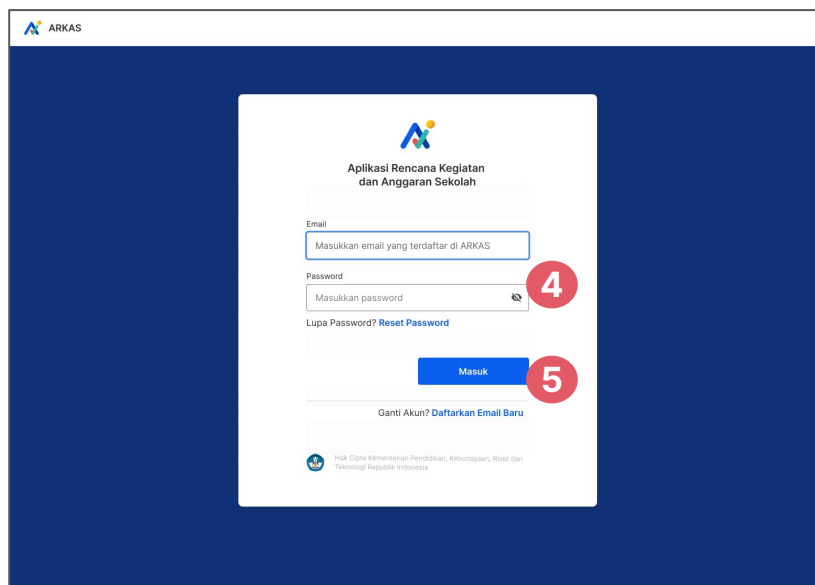 ARKAS
Aplikasi Rencana Kegiatan
dan Anggaran Sekolah
Email
Masukkan email yang terdaftar di ARKAS
Password
4
Masukkan password
Lupa Password? Reset Password
Masuk
5
Ganti Akun? Daftarkan Email Baru
Hak Cipta Kementerian Pendidikan, Kebudayaan, Riset dan
Teknologi Republik Indonesia